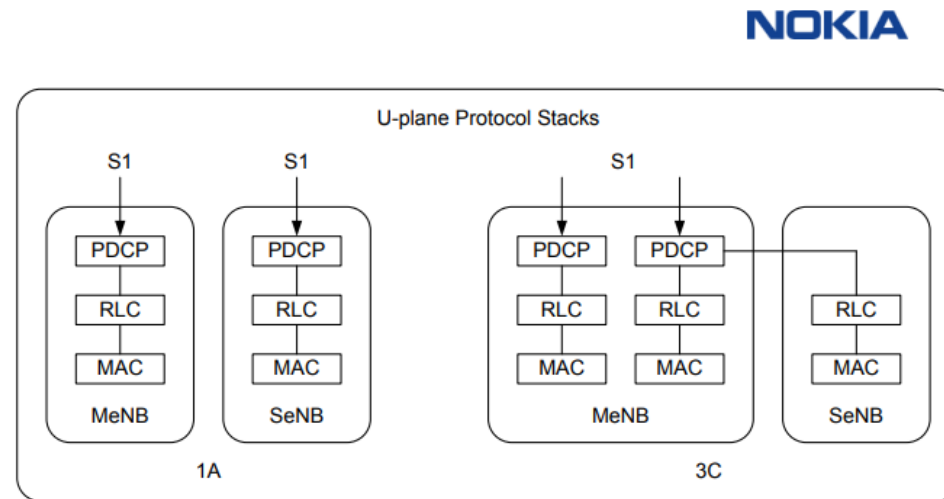 NOKIA
U-plane Protocol Stacks
S1 S1 S1
PDCP PDCP PDCP PDCP
RLC RLC RLC RLC RLC
MAC MAC MAC MAC MAC
MeNB SeNB MeNB SeNB
1A 3C